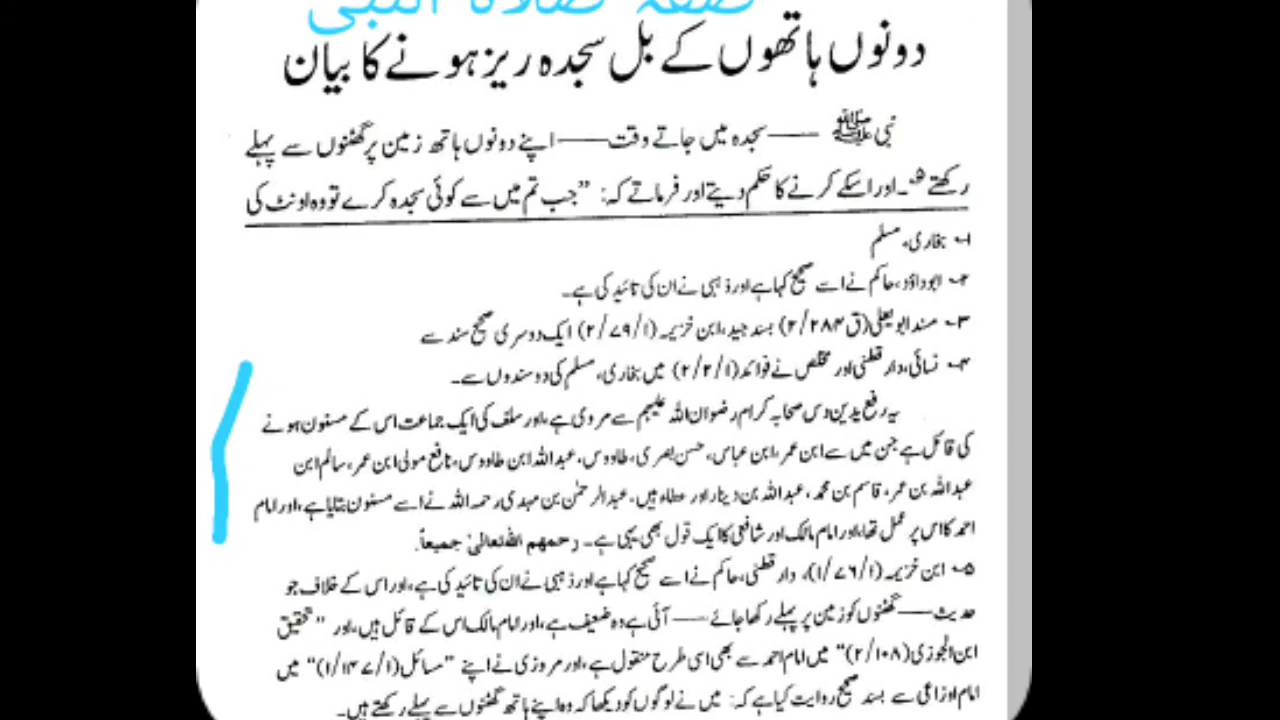 صفة صلاة النبی
دونوں ہاتھوں کے بل سجدہ ریز ہونے کا بیان
نبی ﷺ —— سجدہ میں جاتے وقت —— اپنے دونوں ہاتھ زمین پر گھٹنوں سے پہلے
رکھتے ۵۔ اور اسکے کرنے کا حکم دیتے اور فرماتے کہ: "جب تم میں سے کوئی سجدہ کرے تو وہ اونٹ کی
۱۔ بخاری، مسلم
۲۔ ابوداؤد، حاکم نے اسے صحیح کہا ہے اور ذہبی نے ان کی تائید کی ہے۔
۳۔ مسند ابویعلی (ق ۲/۲۸۴) بسند جید، ابن خزیمہ (۲/۷۹/۱) ایک دوسری صحیح سند سے
۴۔ نسائی، دار قطنی اور مخلص نے فوائد (۲/۲/۱) میں بخاری، مسلم کی دو سندوں سے۔
یہ رفع یدین دس صحابہ کرام رضوان اللہ علیہم سے مروی ہے، اور سلف کی ایک جماعت اس کے مسنون ہونے
کی قائل ہے جن میں سے ابن عمر، ابن عباس، حسن بصری، طاووس، عبداللہ ابن طاووس، نافع مولی ابن عمر، سالم ابن
عبداللہ بن عمر، قاسم بن محمد، عبداللہ بن دینار اور عطاء ہیں۔ عبدالرحمٰن بن مہدی رحمہ اللہ نے اسے مسنون بتایا ہے، اور امام
احمد کا اس پر عمل تھا، اور امام مالک اور شافعی کا ایک قول بھی یہی ہے۔ رحمھم اللہ تعالیٰ جمیعاً۔
۵۔ ابن خزیمہ (۱/۷۶/۱)، دار قطنی، حاکم نے اسے صحیح کہا ہے اور ذہبی نے ان کی تائید کی ہے، اور اس کے خلاف جو
حدیث —— گھٹنوں کو زمین پر پہلے رکھا جائے —— آئی ہے وہ ضعیف ہے، اور امام مالک اس کے قائل ہیں، اور "تحقیق
ابن الجوزی (۲/۱۰۸)" میں امام احمد سے بھی اسی طرح منقول ہے، اور مروزی نے اپنے "مسائل (۱/۱۴۷/۱)" میں
امام اوزاعی سے بسند صحیح روایت کیا ہے کہ: میں نے لوگوں کو دیکھا کہ وہ اپنے ہاتھ گھٹنوں سے پہلے رکھتے ہیں۔